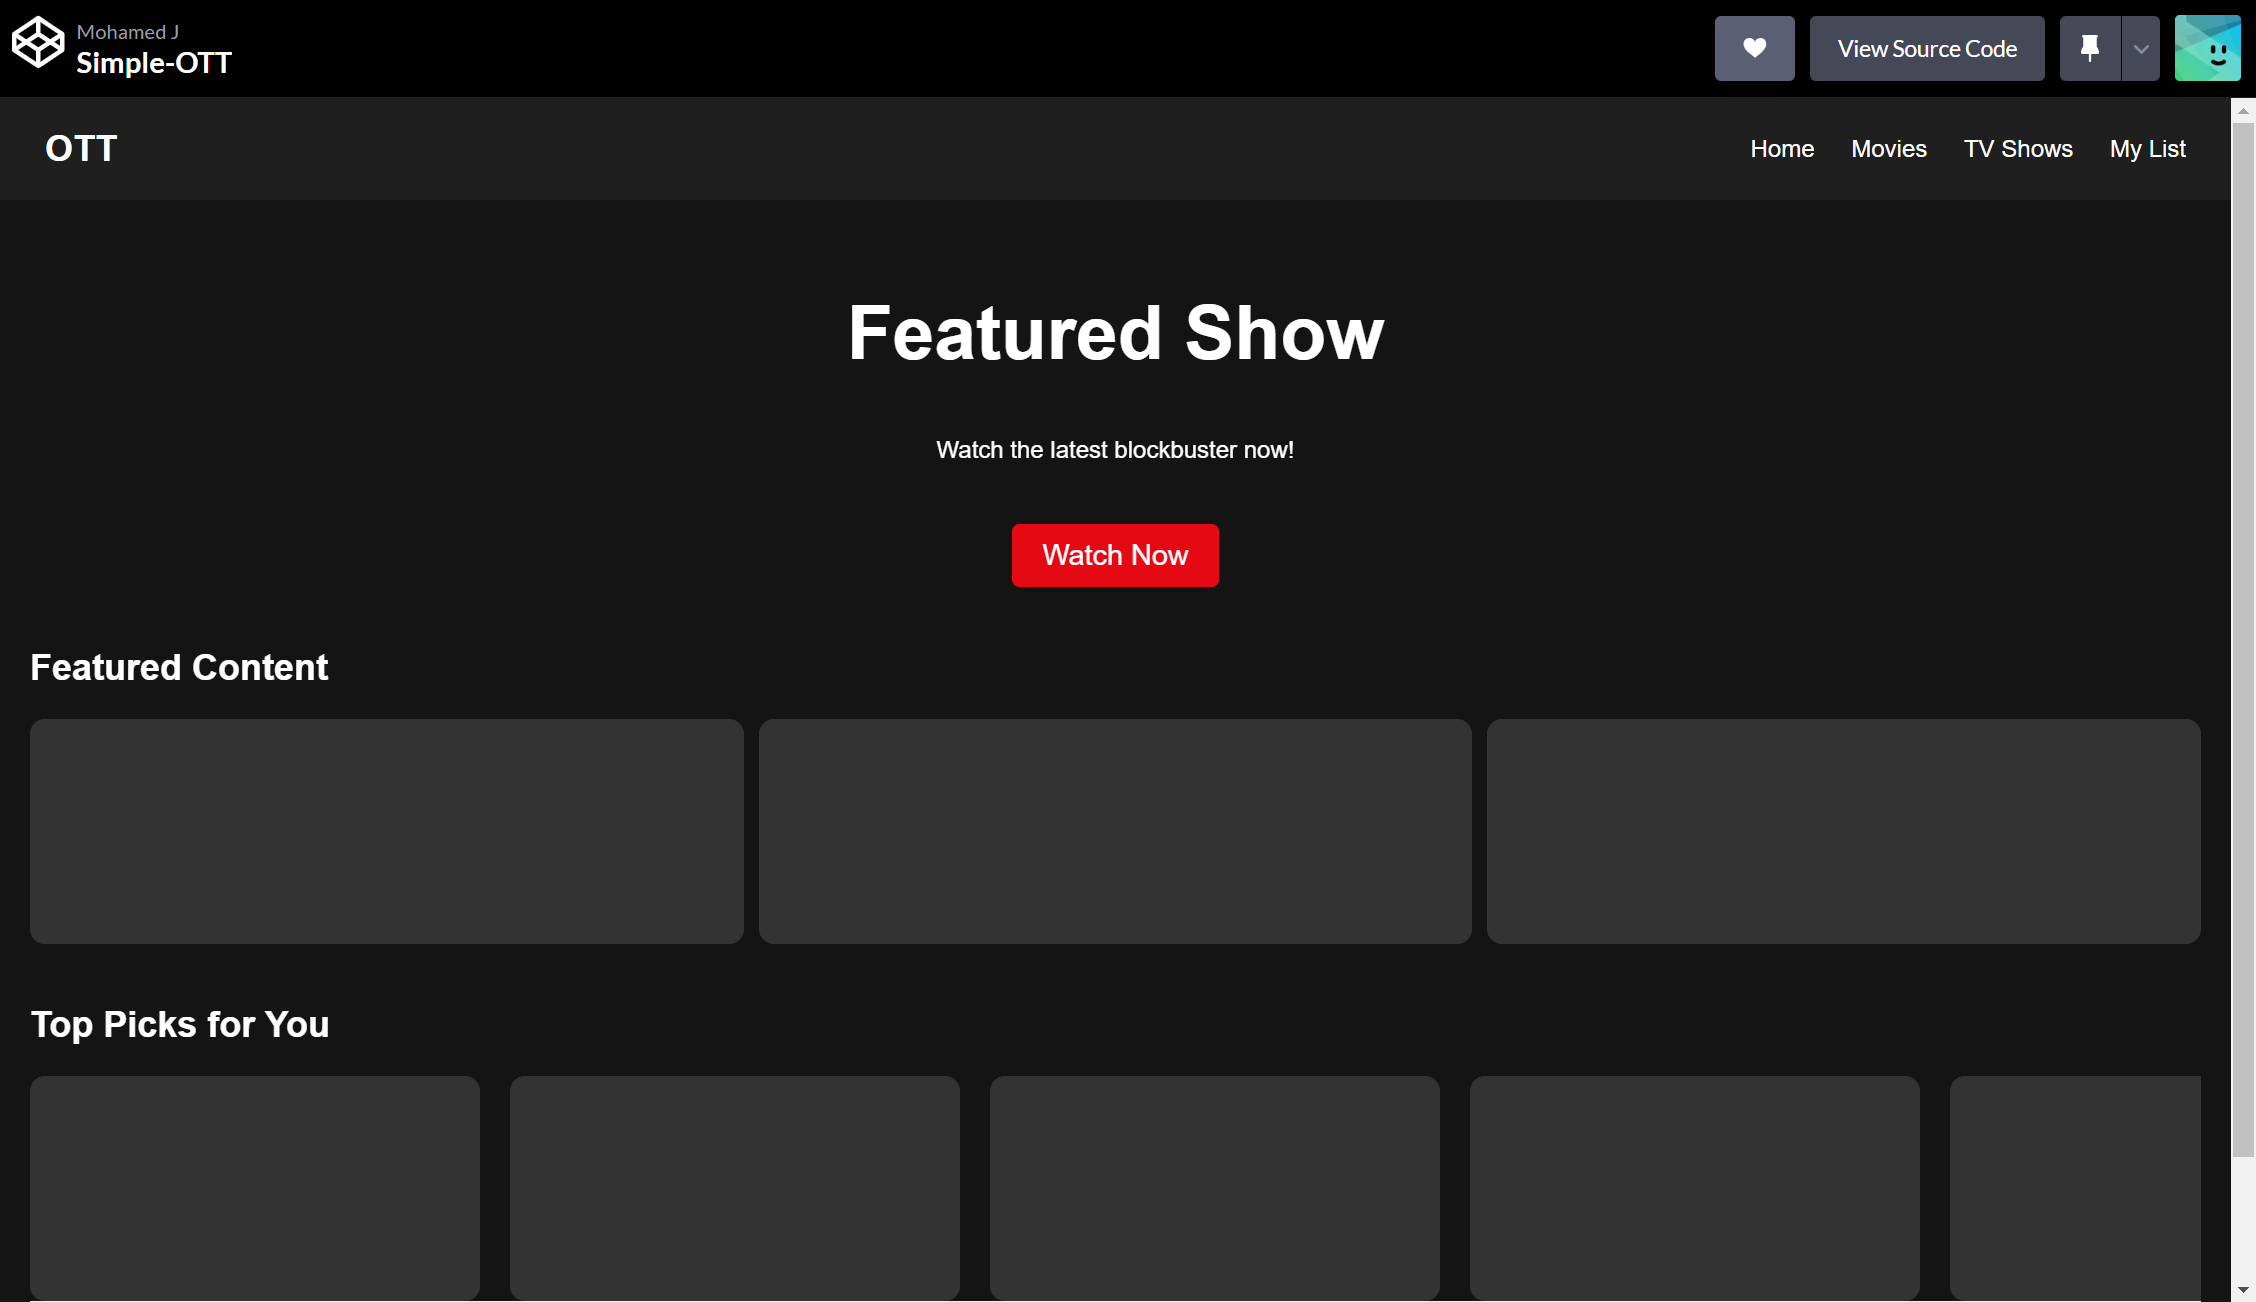 Mohamed J
Simple-OTT
View Source Code
OTT
Home Movies TV Shows My List
Featured Show
Watch the latest blockbuster now!
Watch Now
Featured Content
Top Picks for You